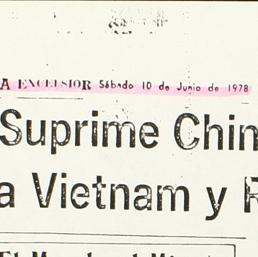 A EXCELSIOR Sábado 10 de Junio de 1978
Suprime Chin
a Vietnam y R